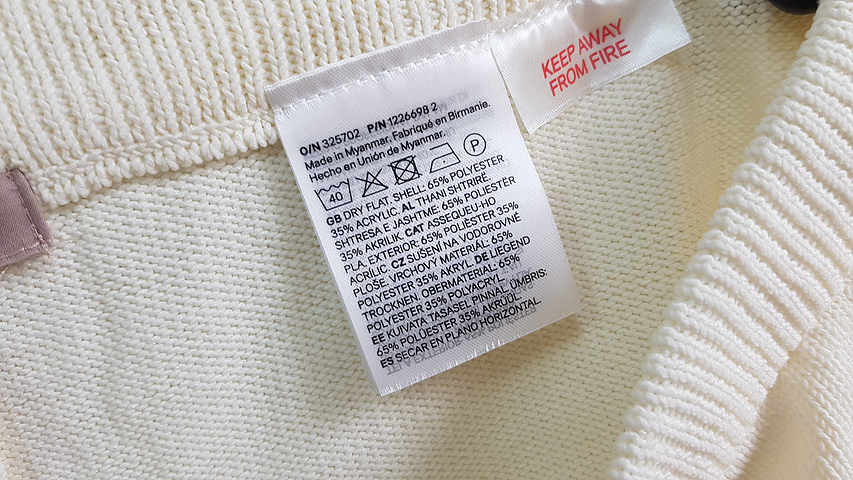 KEEP AWAY
FROM FIRE
O/N 325702 P/N 1226698 2
Made in Myanmar. Fabriqué en Birmanie.
Hecho en Unión de Myanmar.
40 P
GB DRY FLAT. SHELL: 65% POLYESTER
35% ACRYLIC. AL THANI SHTRIRË.
SHTRESA E JASHTME: 65% POLIESTËR
35% AKRILIK. CAT ASSEQUEU-HO
PLA. EXTERIOR: 65% POLIÈSTER 35%
ACRÍLIC. CZ SUŠENÍ NA VODOROVNÉ
PLOŠE. VRCHOVÝ MATERIÁL: 65%
POLYESTER 35% AKRYL. DE LIEGEND
TROCKNEN. OBERMATERIAL: 65%
POLYESTER 35% POLYACRYL.
EE KUIVATA TASASEL PINNAL. ÜMBRIS:
65% POLÜESTER 35% AKRÜÜL.
ES SECAR EN PLANO HORIZONTAL.